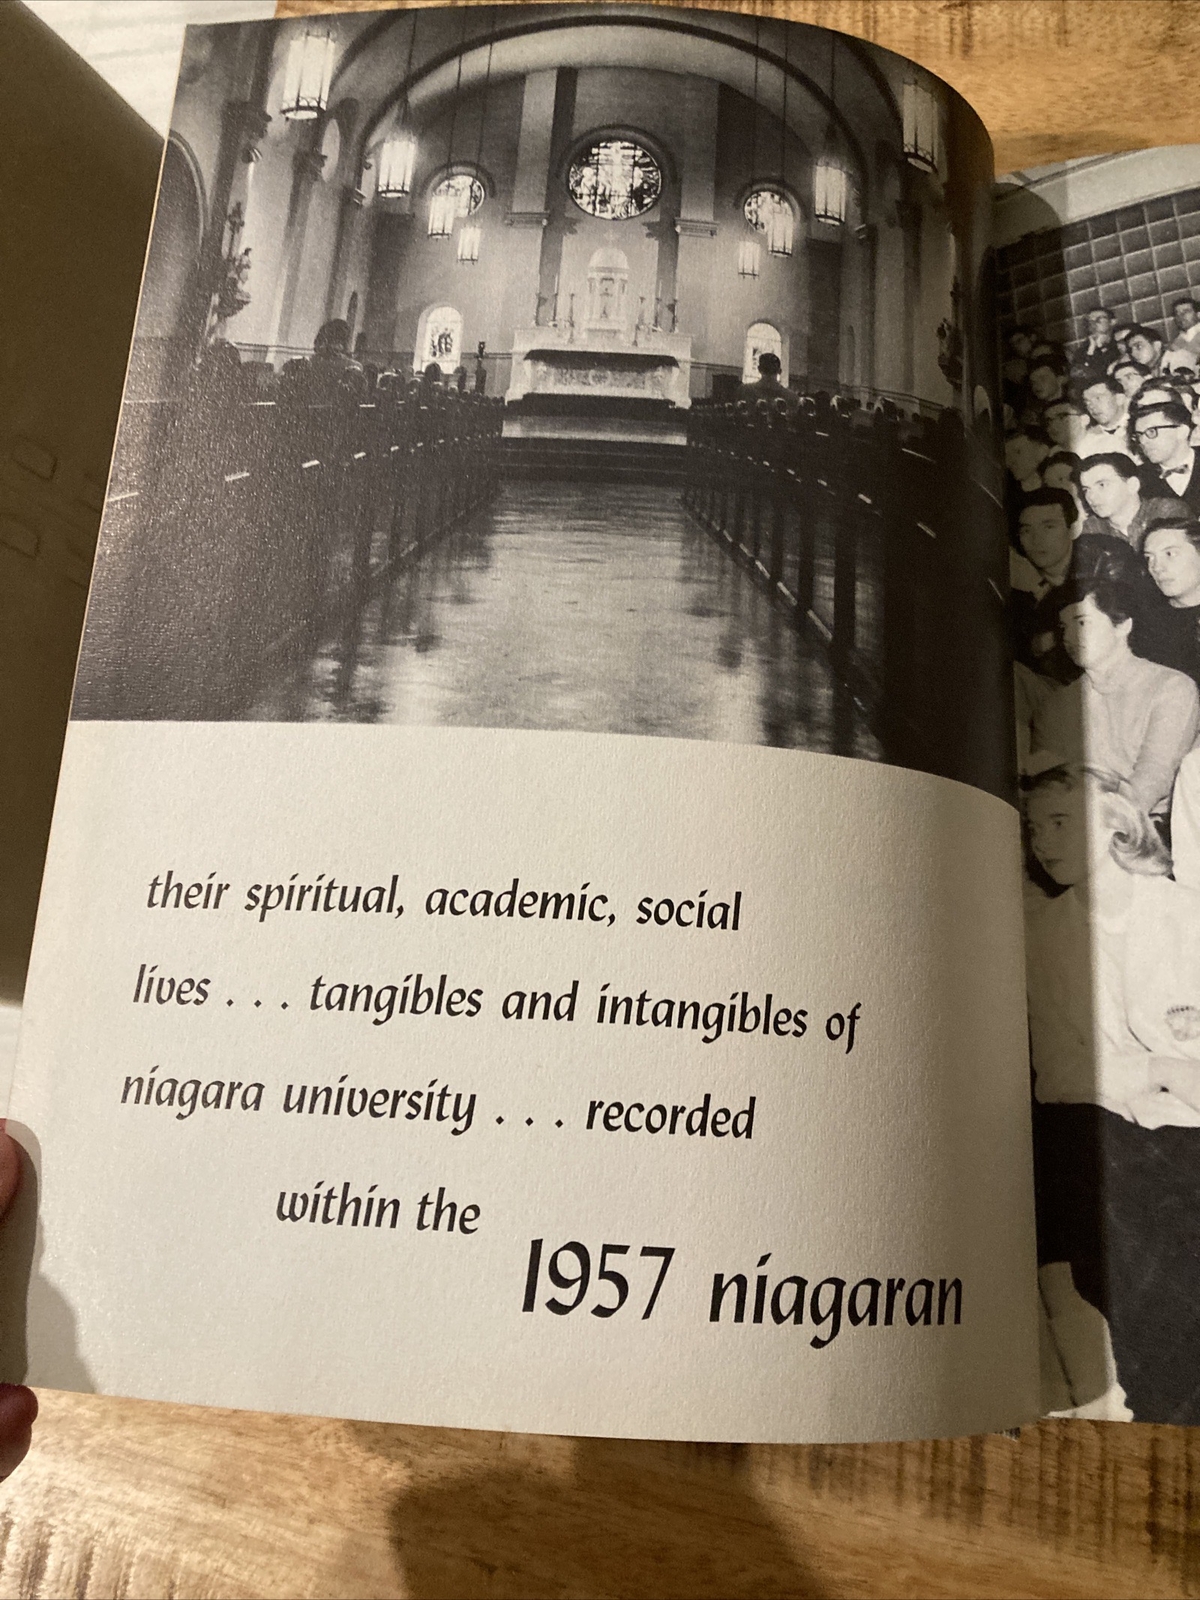 their spiritual, academic, social
lives . . . tangibles and intangibles of
niagara university . . . recorded
within the
1957 niagaran